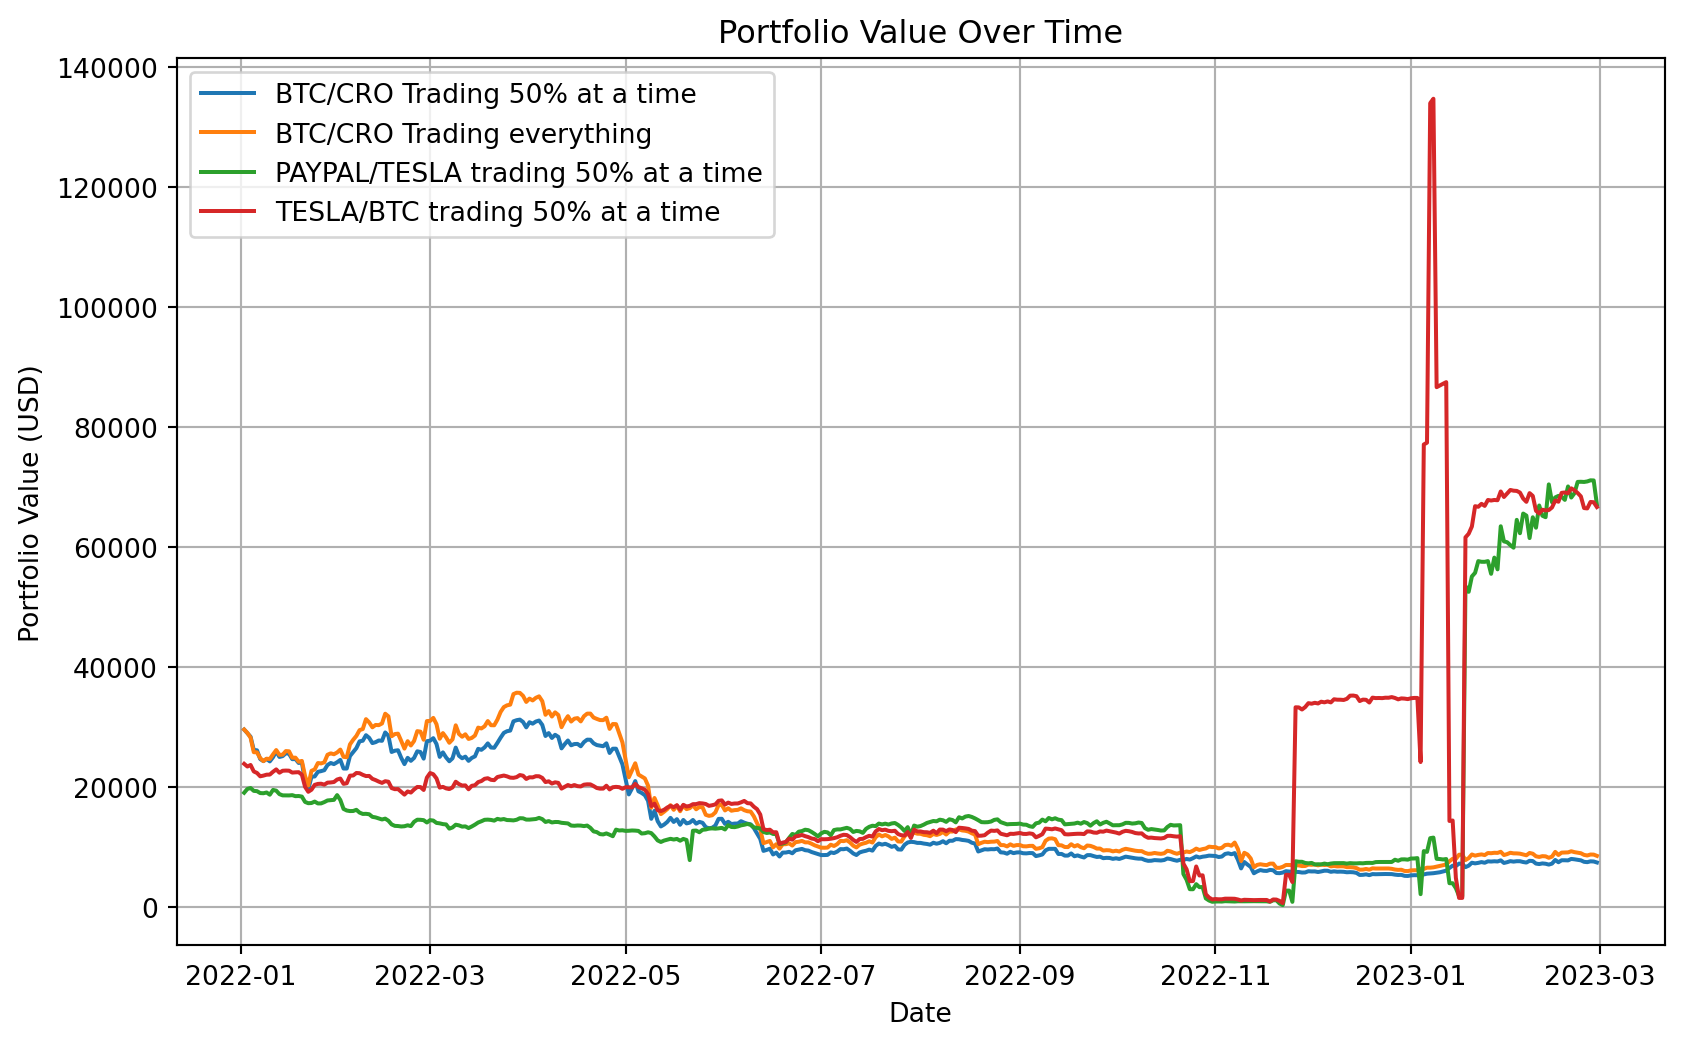 Portfolio Value Over Time
140000
120000
100000
80000
60000
40000
20000
0
Portfolio Value (USD)
BTC/CRO Trading 50% at a time
BTC/CRO Trading everything
PAYPAL/TESLA trading 50% at a time
TESLA/BTC trading 50% at a time
2022-01 2022-03 2022-05 2022-07 2022-09 2022-11 2023-01 2023-03
Date